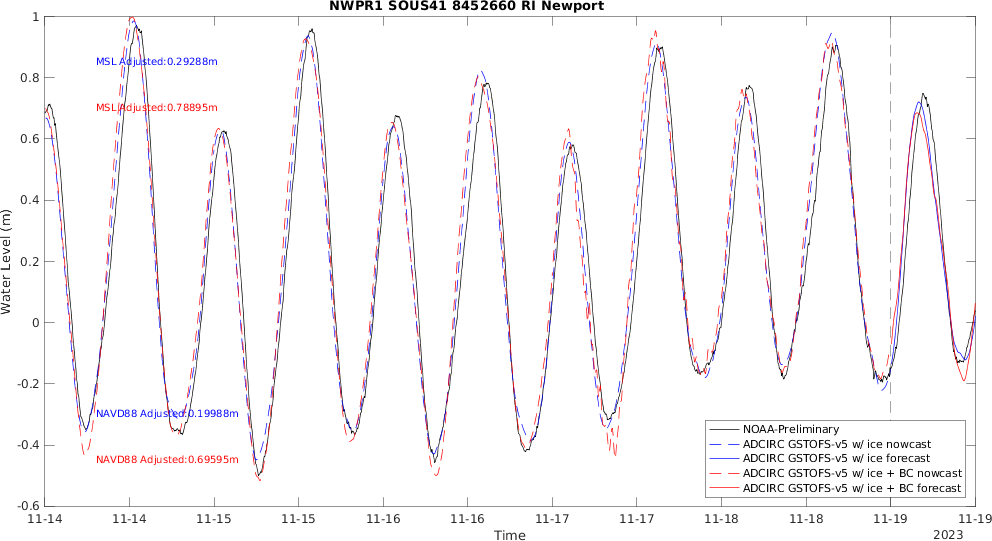 NWPR1 SOUS41 8452660 RI Newport
Water Level (m)
1
0.8
0.6
0.4
0.2
0
-0.2
-0.4
-0.6
MSL Adjusted:0.29288m
MSL Adjusted:0.78895m
NAVD88 Adjusted:0.19988m
NAVD88 Adjusted:0.69595m
NOAA-Preliminary
ADCIRC GSTOFS-v5 w/ ice nowcast
ADCIRC GSTOFS-v5 w/ ice forecast
ADCIRC GSTOFS-v5 w/ ice + BC nowcast
ADCIRC GSTOFS-v5 w/ ice + BC forecast
11-14 11-14 11-15 11-15 11-16 11-16 11-17 11-17 11-18 11-18 11-19 11-19
Time
2023